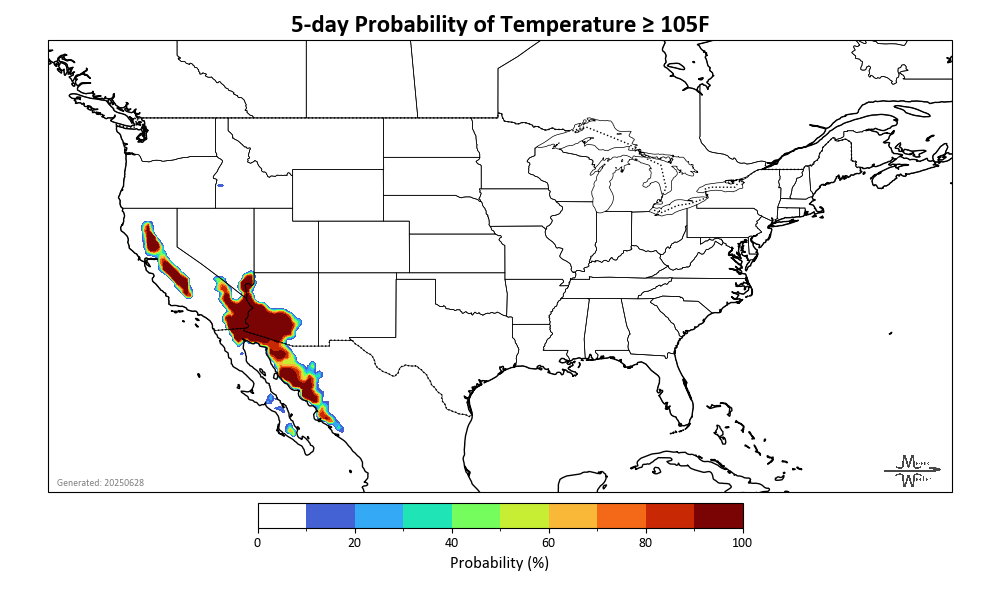 5-day Probability of Temperature ≥ 105F
Generated: 20250628
0 20 40 60 80 100
Probability (%)